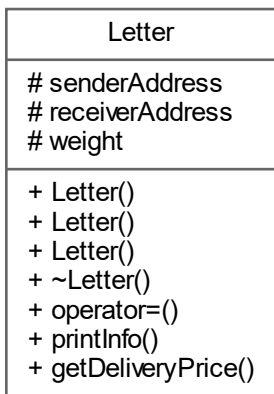 Letter
# senderAddress
# receiverAddress
# weight
+ Letter()
+ Letter()
+ Letter()
+ ~Letter()
+ operator=()
+ printInfo()
+ getDeliveryPrice()